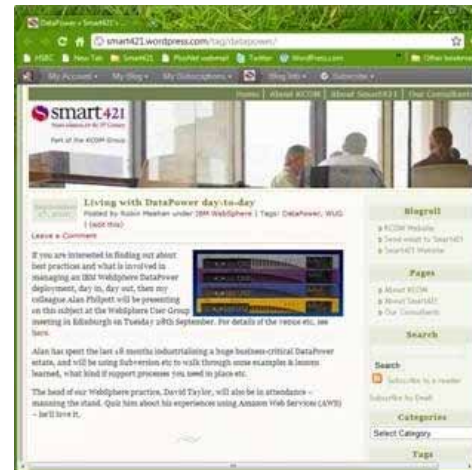 DataPower « Smart421's ...
smart421.wordpress.com/tag/datapower/
HSBC New Tab Smart421 PlusNet webmail Twitter WordPress.com Other bookma
My Account My Blog My Subscriptions Blog Info Subscribe
Home | About KCOM | About Smart421 | Our Consultants
smart421
Part of the KCOM Group
Living with DataPower day-to-day
Posted by Robin Meehan under IBM WebSphere | Tags: DataPower, WUG
| (edit this)
Leave a Comment
If you are interested in finding out about
best practices and what is involved in
managing an IBM WebSphere DataPower
deployment, day in, day out, then my
colleague Alan Philpott will be presenting
on this subject at the WebSphere User Group
meeting in Edinburgh on Tuesday 28th September. For details of the venue etc, see
here.
Alan has spent the last 18 months industrialising a huge business-critical DataPower
estate, and will be using Subversion etc to walk through some examples & lessons
learned, what kind of support processes you need in place etc.
The head of our WebSphere practice, David Taylor, will also be in attendance –
manning the stand. Quiz him about his experiences using Amazon Web Services (AWS)
– he'll love it.
Blogroll
KCOM Website
Send email to Smart421
Smart421 Website
Pages
About KCOM
About Smart421
Our Consultants
Search
Search
Subscribe to a reader
Subscribe by Email
Categories
Select Category
Tags